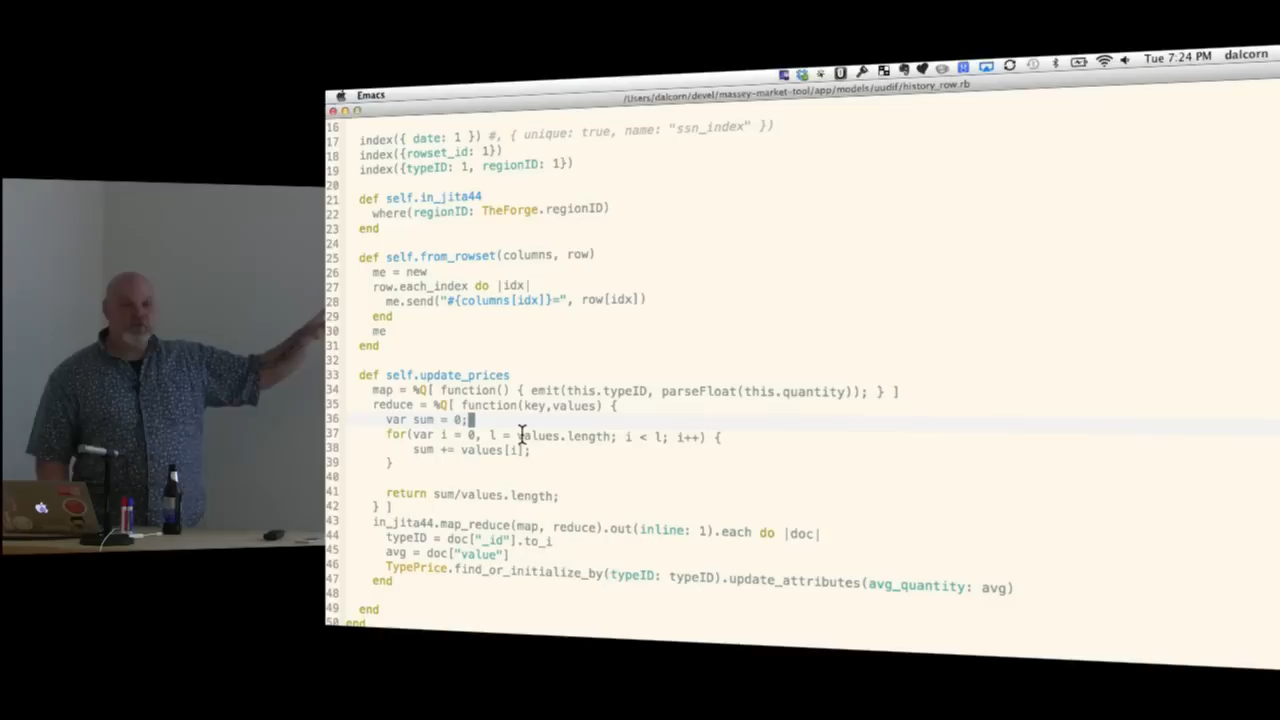 Emacs
Tue 7:24 PM dalcorn
/Users/dalcorn/devel/massey-market-tool/app/models/uudif/history_row.rb
16
17 index({ date: 1 }) #, { unique: true, name: "ssn_index" })
18 index({rowset_id: 1})
19 index({typeID: 1, regionID: 1})
20
21 def self.in_jita44
22 where(regionID: TheForge.regionID)
23 end
24
25 def self.from_rowset(columns, row)
26 me = new
27 row.each_index do |idx|
28 me.send("#{columns[idx]}=", row[idx])
29 end
30 me
31 end
32
33 def self.update_prices
34 map = %Q[ function() { emit(this.typeID, parseFloat(this.quantity)); } ]
35 reduce = %Q[ function(key,values) {
36 var sum = 0;
37 for(var i = 0, l = values.length; i < l; i++) {
38 sum += values[i];
39 }
40
41 return sum/values.length;
42 } ]
43 in_jita44.map_reduce(map, reduce).out(inline: 1).each do |doc|
44 typeID = doc["_id"].to_i
45 avg = doc["value"]
46 TypePrice.find_or_initialize_by(typeID: typeID).update_attributes(avg_quantity: avg)
47 end
48
49 end
50 end